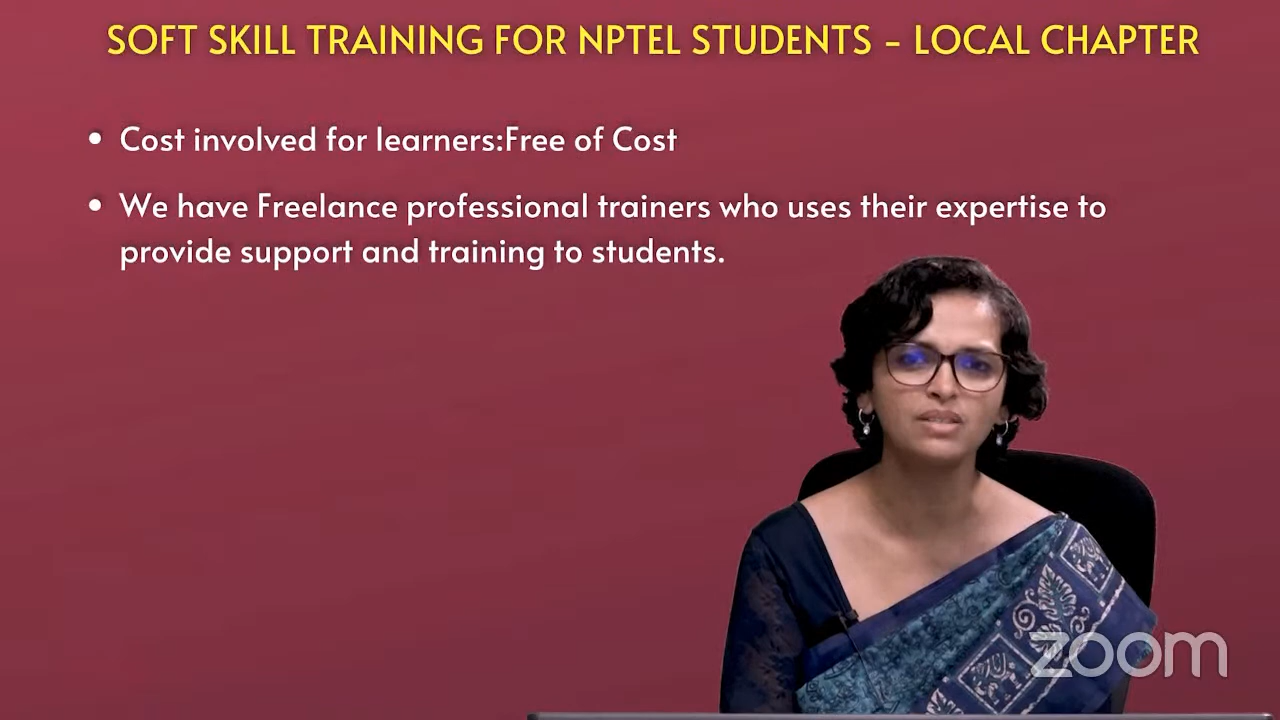 SOFT SKILL TRAINING FOR NPTEL STUDENTS - LOCAL CHAPTER
• Cost involved for learners:Free of Cost
• We have Freelance professional trainers who uses their expertise to
provide support and training to students.
zoom